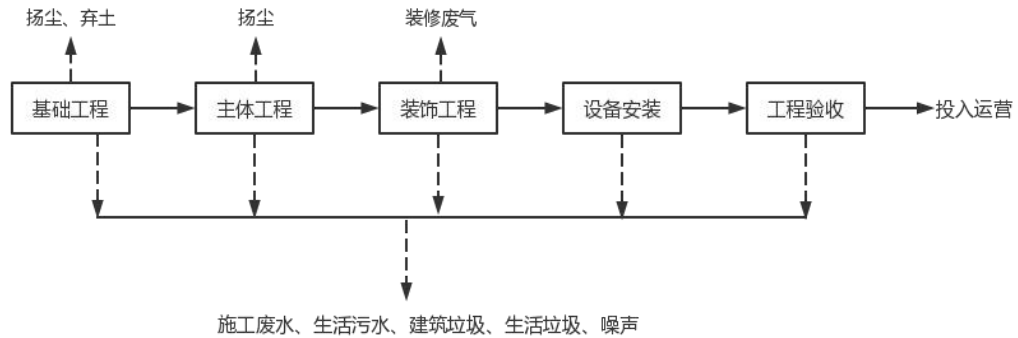 扬尘、弃土
扬尘
装修废气
基础工程
主体工程
装饰工程
设备安装
工程验收
投入运营
施工废水、生活污水、建筑垃圾、生活垃圾、噪声